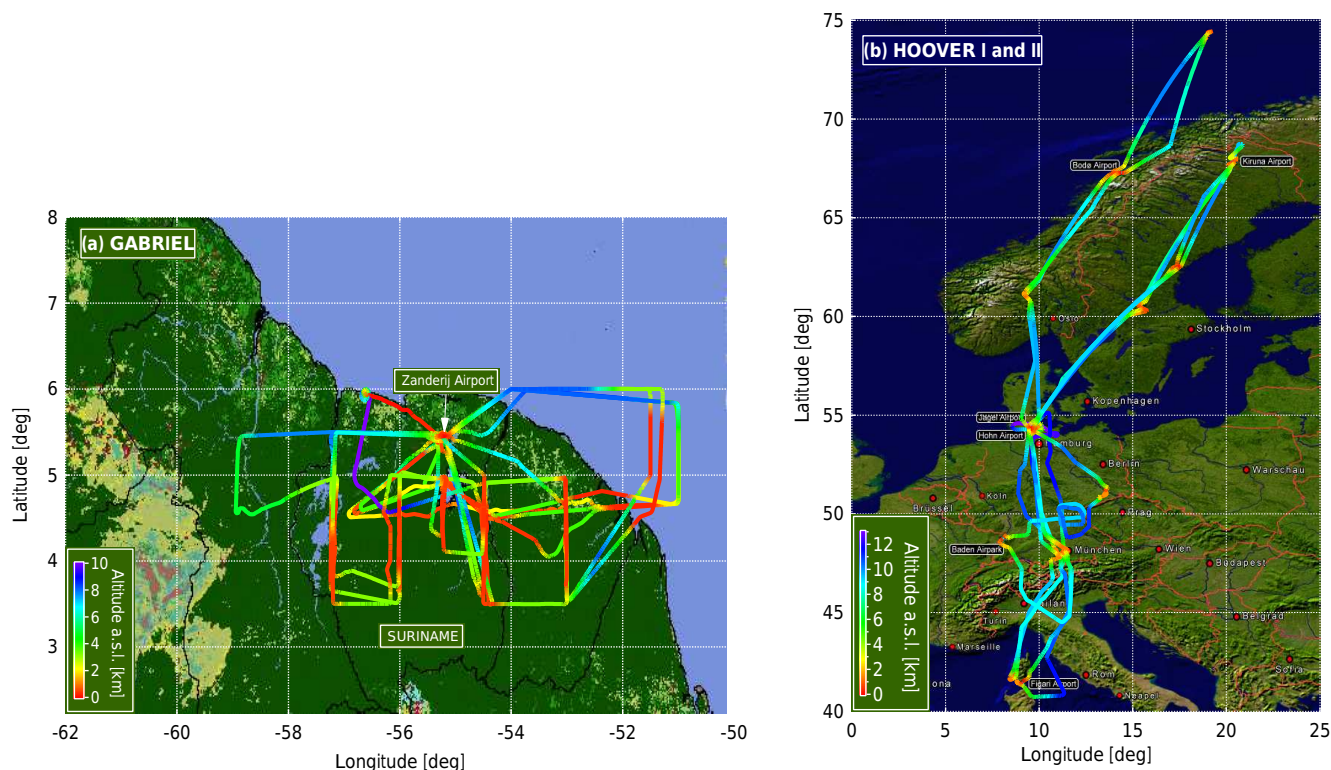 (a) GABRIEL
Zanderij Airport
SURINAME
Altitude a.s.l. [km]
10
8
6
4
2
0
8
7
6
5
4
3
Latitude [deg]
-62
-60
-58
-56
-54
-52
-50
Longitude [deg]
(b) HOOVER I and II
Bodø Airport
Kiruna Airport
Oslo
Stockholm
Kopenhagen
Jagel Airport
Hohn Airport
Berlin
Warschau
Köln
Brüssel
Prag
Baden Airpark
München
Wien
Budapest
Turin
Belgrad
Marseille
Figari Airport
Rom
Sofia
Neapel
Altitude a.s.l. [km]
12
10
8
6
4
2
0
75
70
65
60
55
50
45
40
Latitude [deg]
0
5
10
15
20
25
Longitude [deg]